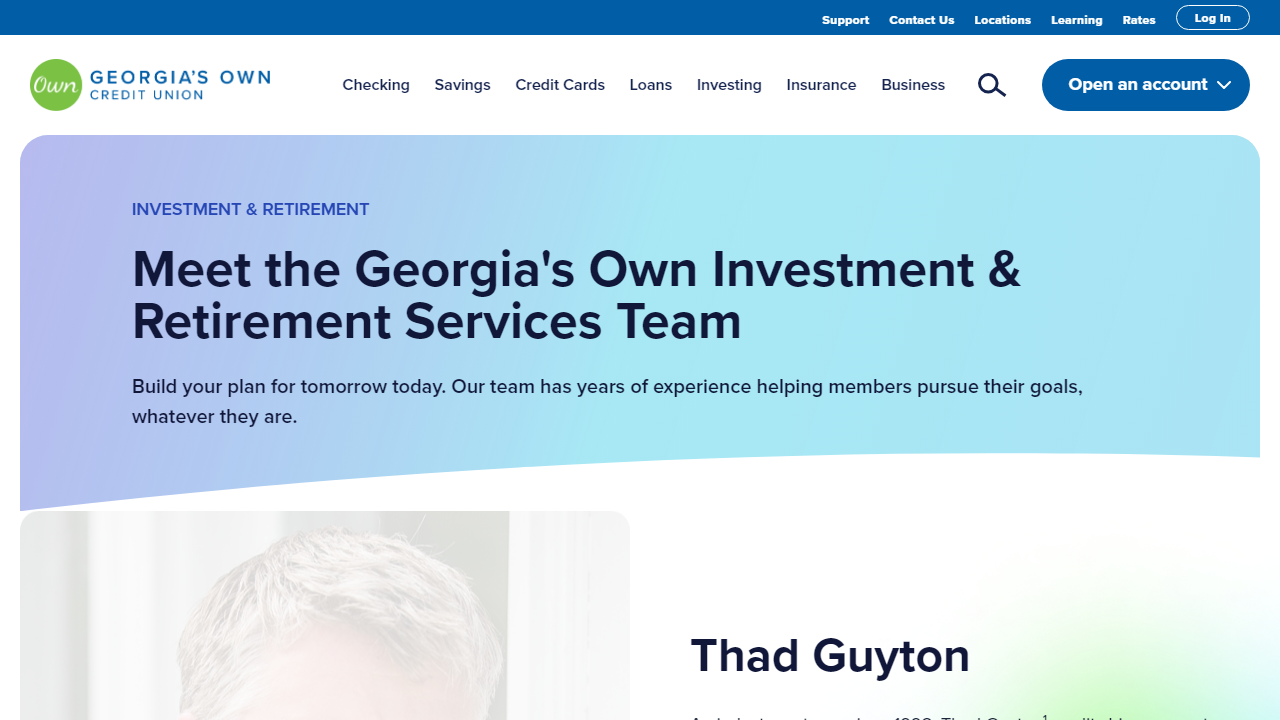 Support Contact Us Locations Learning Rates Log In
Own GEORGIA'S OWN
CREDIT UNION
Checking Savings Credit Cards Loans Investing Insurance Business Open an account
INVESTMENT & RETIREMENT
Meet the Georgia's Own Investment &
Retirement Services Team
Build your plan for tomorrow today. Our team has years of experience helping members pursue their goals,
whatever they are.
Thad Guyton